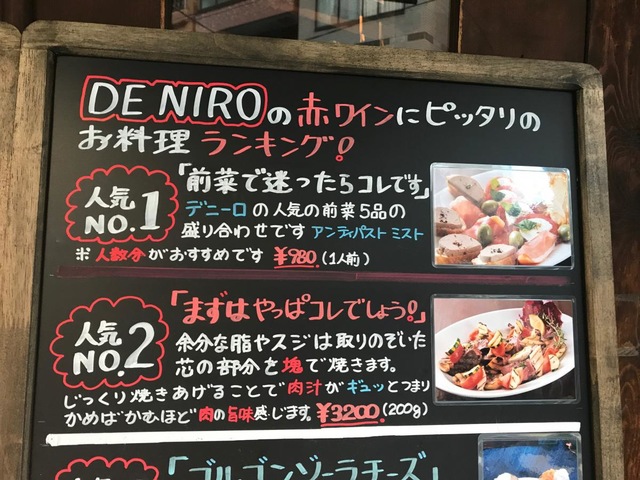 DE NIROの赤ワインにピッタリの
お料理ランキング!
人気
NO.1
「前菜で迷ったらコレです」
デニーロの人気の前菜5品の
盛り合わせです アンティパスト ミスト
ポ 人数分がおすすめです ¥980(1人前)
人気
NO.2
「まずはやっぱコレでしょう!」
余分な脂やスジは取りのぞいた
芯の部分を塊で焼きます。
じっくり焼きあげることで肉汁がギュッとつまり
かめばかむほど肉の旨味感じます。¥3200(200g)
人気
「ゴルゴンゾーラチーズ」